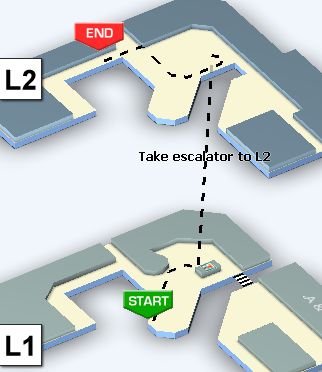 END
L2
Take escalator to L2
START
L1
A &